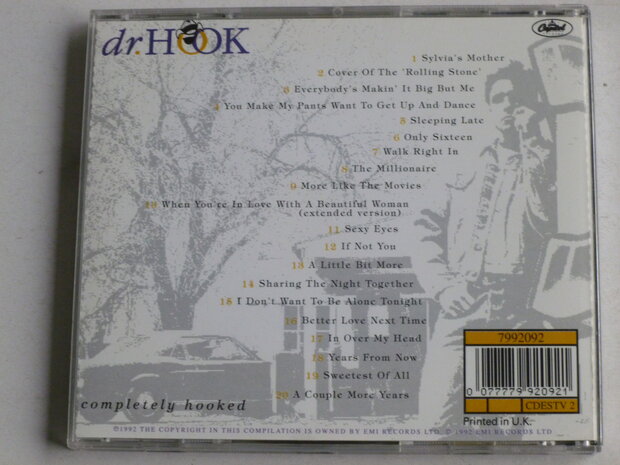 dr. HOOK
Capitol
1 Sylvia's Mother
2 Cover Of The 'Rolling Stone'
3 Everybody's Makin' It Big But Me
4 You Make My Pants Want To Get Up And Dance
5 Sleeping Late
6 Only Sixteen
7 Walk Right In
8 The Millionaire
9 More Like The Movies
10 When You're In Love With A Beautiful Woman
(extended version)
11 Sexy Eyes
12 If Not You
13 A Little Bit More
14 Sharing The Night Together
15 I Don't Want To Be Alone Tonight
16 Better Love Next Time
17 In Over My Head
18 Years From Now
19 Sweetest Of All
20 A Couple More Years
7992092
0 077779 920921
CDESTV 2
Printed in U.K.
completely hooked
©1992 THE COPYRIGHT IN THIS COMPILATION IS OWNED BY EMI RECORDS LTD. © 1992 EMI RECORDS LTD